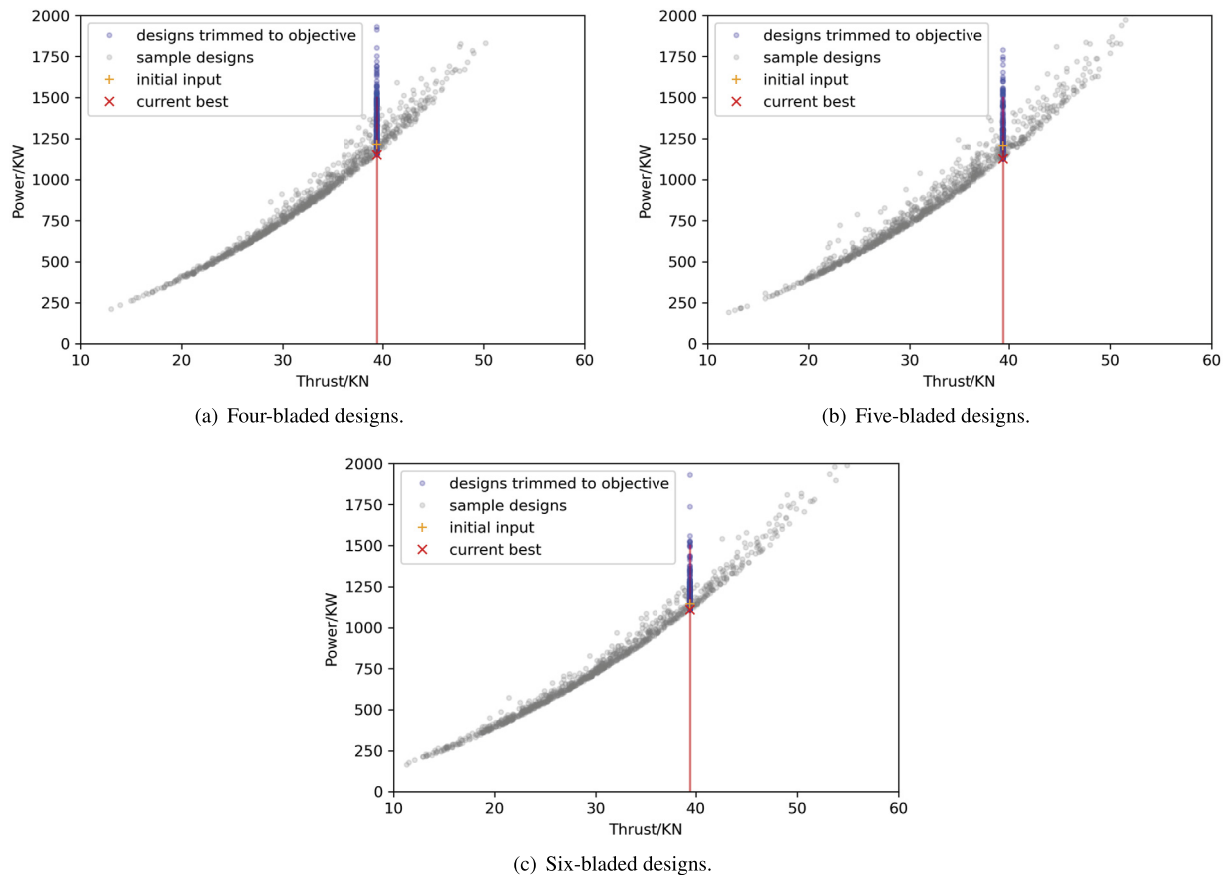 2000
1750
1500
1250
1000
750
500
250
0
Power/KW
designs trimmed to objective
sample designs
initial input
current best
10 20 30 40 50 60
Thrust/KN
(a) Four-bladed designs.
2000
1750
1500
1250
1000
750
500
250
0
Power/KW
designs trimmed to objective
sample designs
initial input
current best
10 20 30 40 50 60
Thrust/KN
(b) Five-bladed designs.
2000
1750
1500
1250
1000
750
500
250
0
Power/KW
designs trimmed to objective
sample designs
initial input
current best
10 20 30 40 50 60
Thrust/KN
(c) Six-bladed designs.